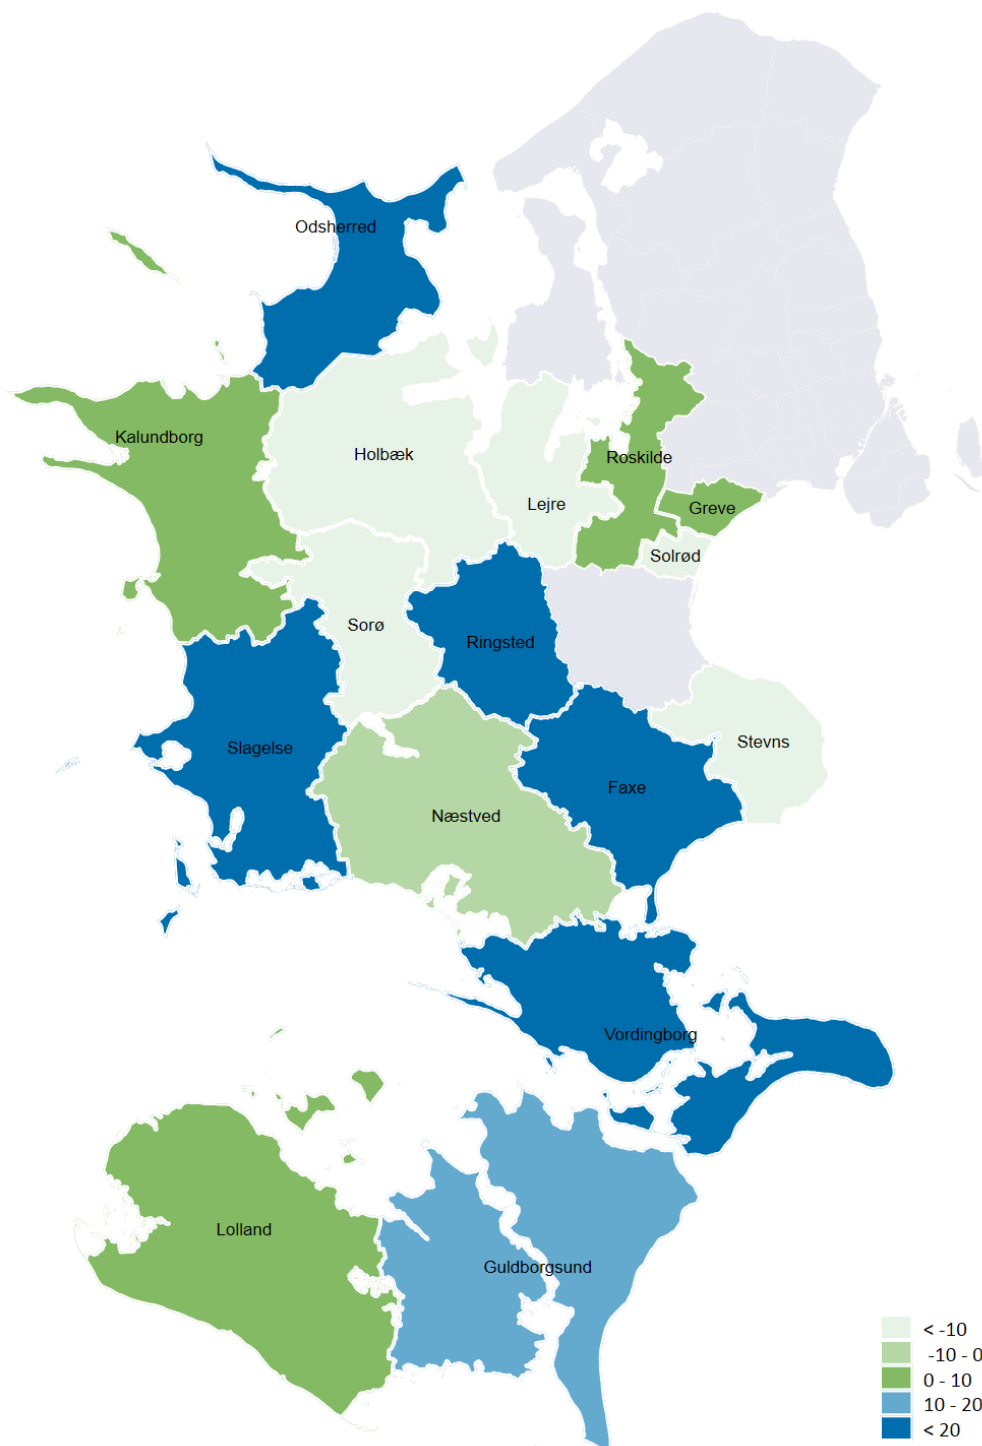 Odsherred
Kalundborg
Holbæk
Roskilde
Lejre
Greve
Solrød
Sorø
Ringsted
Slagelse
Stevns
Faxe
Næstved
Vordingborg
Lolland
Guldborgsund
< -10
-10 - 0
0 - 10
10 - 20
< 20